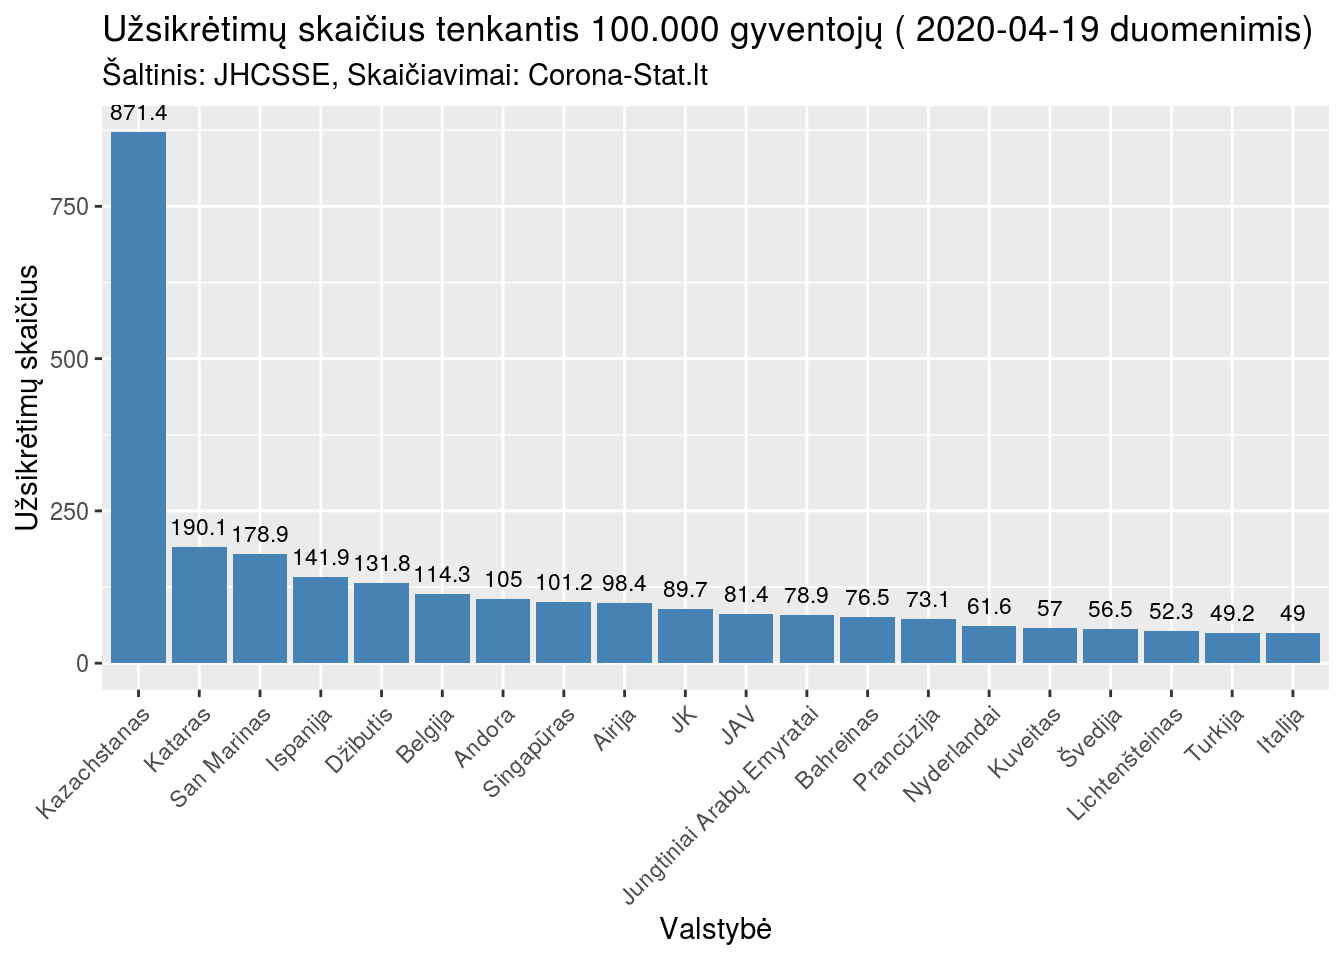 Užsikrėtimų skaičius tenkantis 100.000 gyventojų ( 2020-04-19 duomenimis)
Šaltinis: JHCSSE, Skaičiavimai: Corona-Stat.lt
Užsikrėtimų skaičius
750
500
250
0
871.4
190.1
178.9
141.9
131.8
114.3
105
101.2
98.4
89.7
81.4
78.9
76.5
73.1
61.6
57
56.5
52.3
49.2
49
Kazachstanas
Kataras
San Marinas
Ispanija
Džibutis
Belgija
Andora
Singapūras
Airija
JK
JAV
Jungtiniai Arabų Emyratai
Bahreinas
Prancūzija
Nyderlandai
Kuveitas
Švedija
Lichtenšteinas
Turkija
Italija
Valstybė